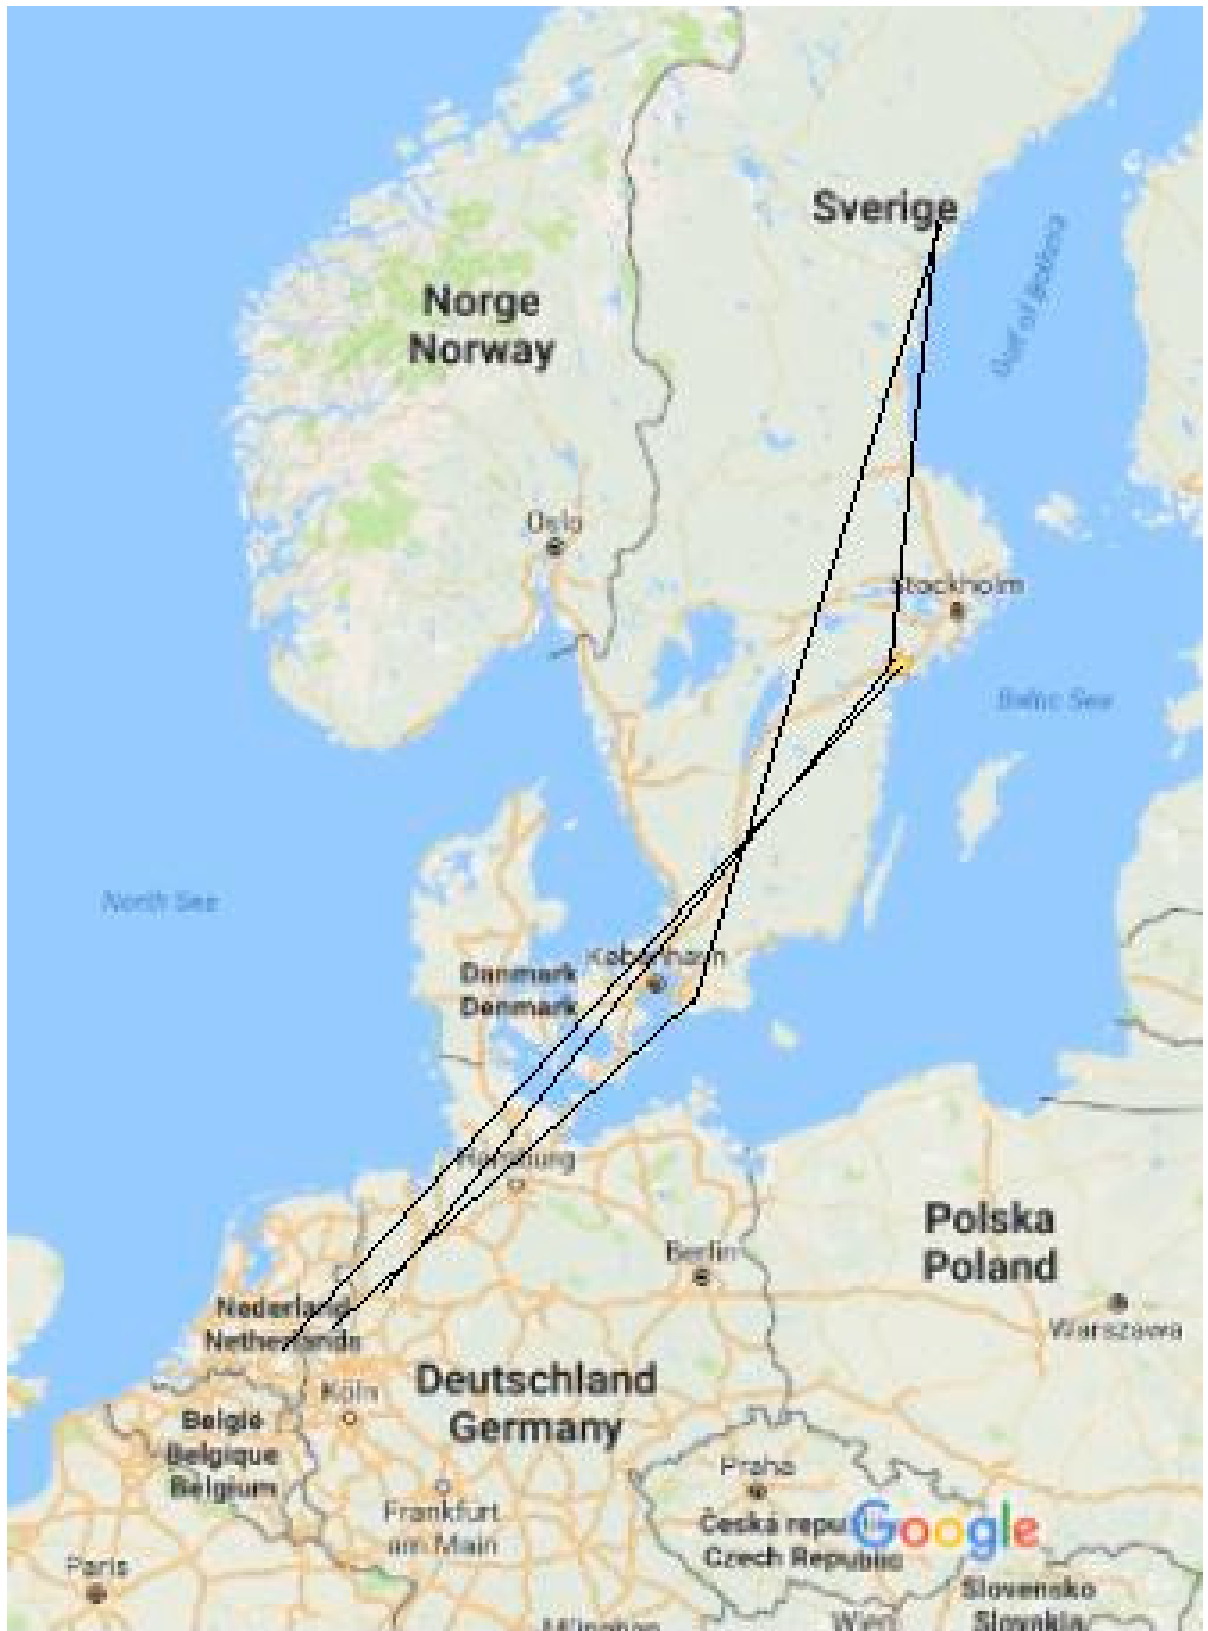 Sverige
Gulf of Bothnia
Norge
Norway
Oslo
Stockholm
Baltic Sea
North Sea
København
Danmark
Denmark
Hamburg
Polska
Poland
Berlin
Nederland
Netherlands
Warszawa
Deutschland
Germany
Köln
België
Belgique
Belgium
Praha
Frankfurt
am Main
Google
Czech Republic
Paris
Slovensko
Slovakia
Wien